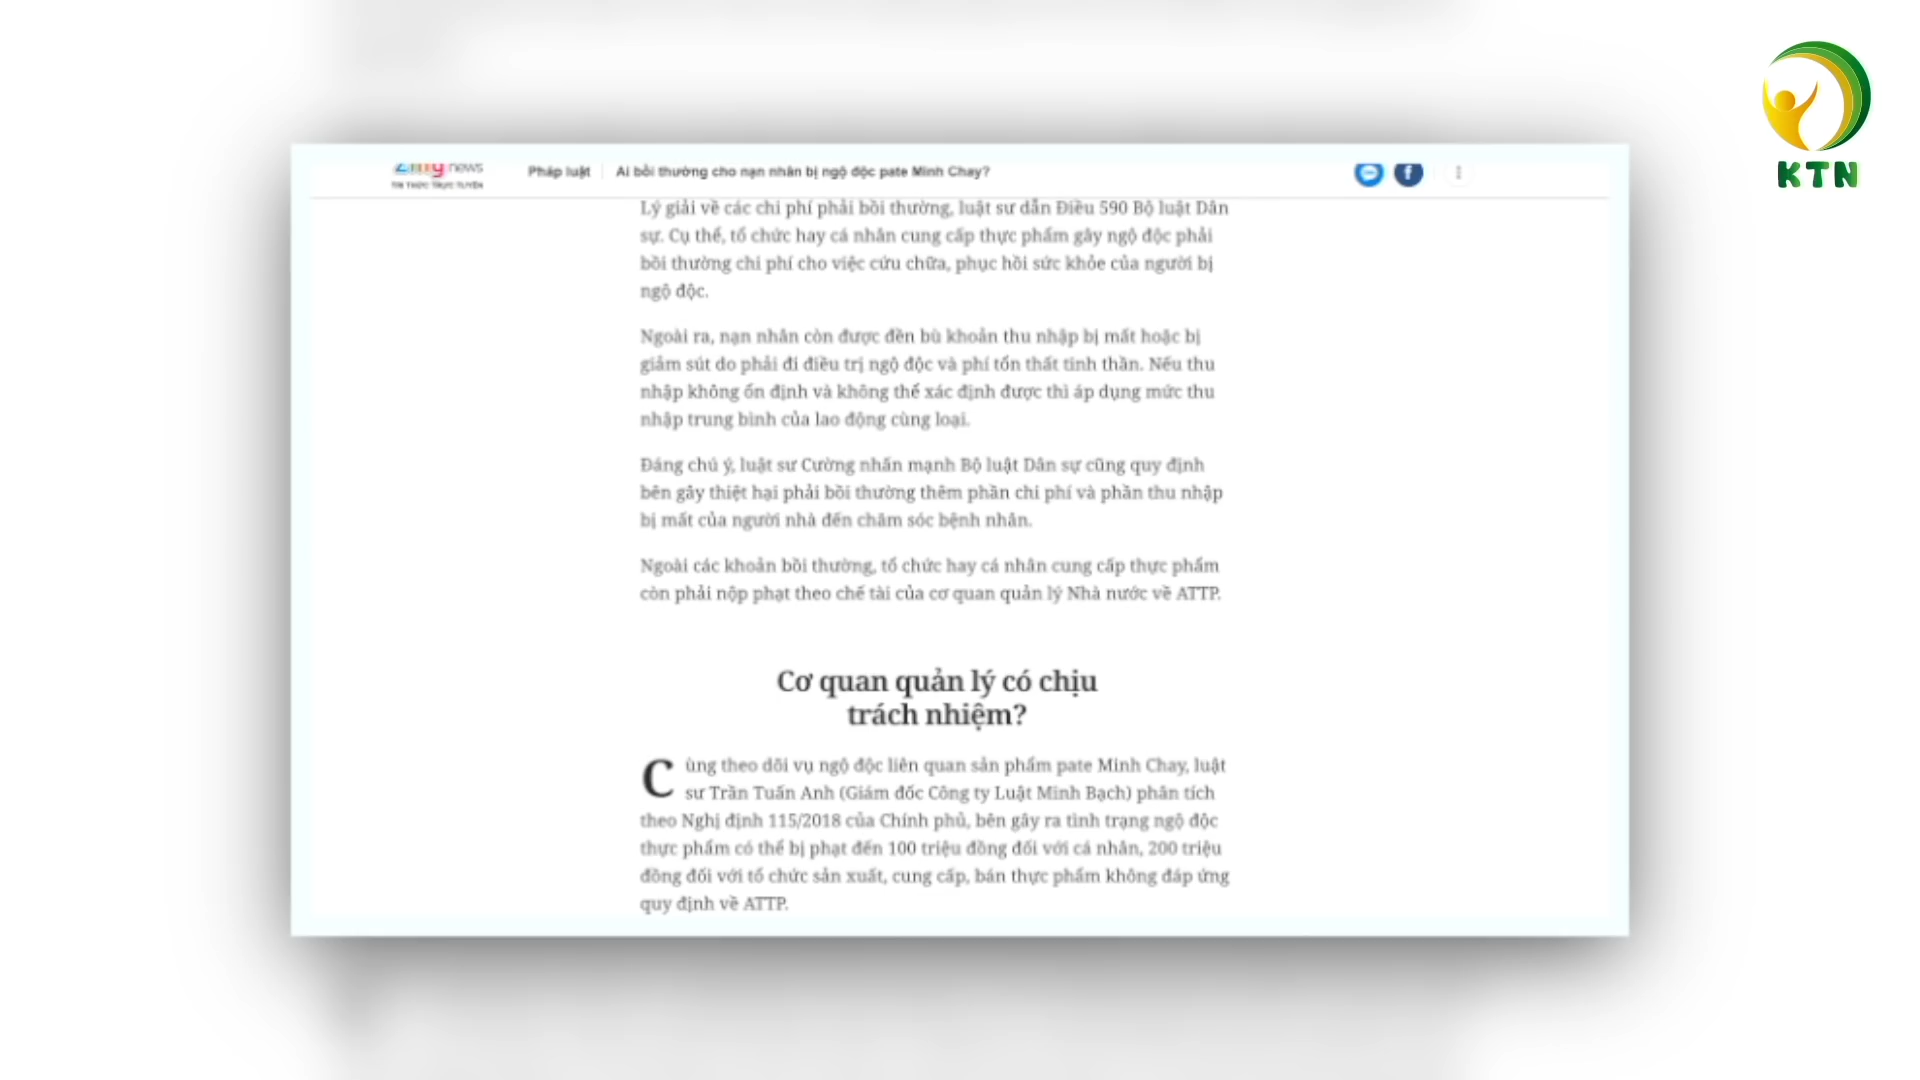 Zing news
TRI THỨC TRỰC TUYẾN
Pháp luật
Ai bồi thường cho nạn nhân bị ngộ độc pate Minh Chay?
KTN
Lý giải về các chi phí phải bồi thường, luật sư dẫn Điều 590 Bộ luật Dân
sự. Cụ thể, tổ chức hay cá nhân cung cấp thực phẩm gây ngộ độc phải
bồi thường chi phí cho việc cứu chữa, phục hồi sức khỏe của người bị
ngộ độc.
Ngoài ra, nạn nhân còn được đền bù khoản thu nhập bị mất hoặc bị
giảm sút do phải đi điều trị ngộ độc và phí tổn thất tinh thần. Nếu thu
nhập không ổn định và không thể xác định được thì áp dụng mức thu
nhập trung bình của lao động cùng loại.
Đáng chú ý, luật sư Cường nhấn mạnh Bộ luật Dân sự cũng quy định
bên gây thiệt hại phải bồi thường thêm phần chi phí và phần thu nhập
bị mất của người nhà đến chăm sóc bệnh nhân.
Ngoài các khoản bồi thường, tổ chức hay cá nhân cung cấp thực phẩm
còn phải nộp phạt theo chế tài của cơ quan quản lý Nhà nước về ATTP.
Cơ quan quản lý có chịu
trách nhiệm?
Cùng theo dõi vụ ngộ độc liên quan sản phẩm pate Minh Chay, luật
sư Trần Tuấn Anh (Giám đốc Công ty Luật Minh Bạch) phân tích
theo Nghị định 115/2018 của Chính phủ, bên gây ra tình trạng ngộ độc
thực phẩm có thể bị phạt đến 100 triệu đồng đối với cá nhân, 200 triệu
đồng đối với tổ chức sản xuất, cung cấp, bán thực phẩm không đáp ứng
quy định về ATTP.